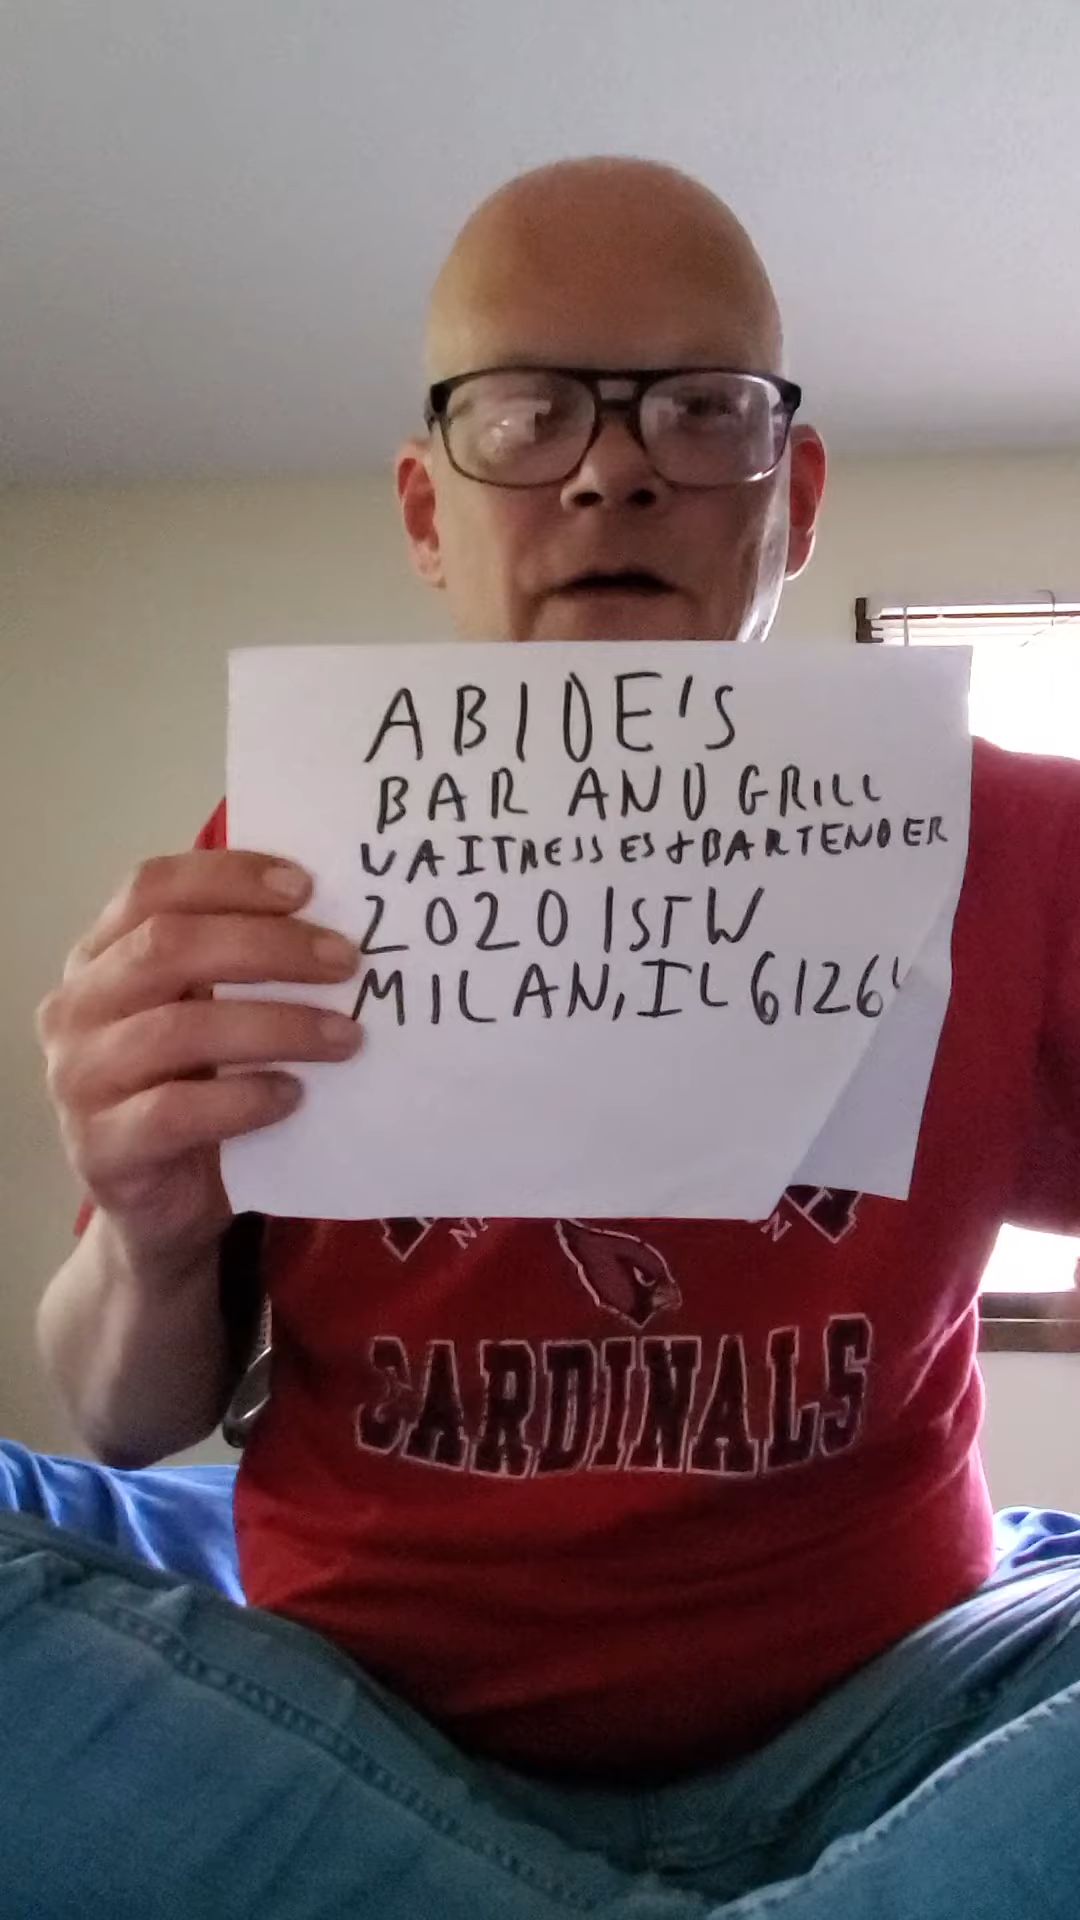 ABIDE'S
BAR AND GRILL
WAITRESSES & BARTENDER
2020 1ST W
MILAN, IL 6126
CARDINALS